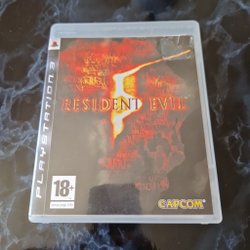 PLAYSTATION 3
5
RESIDENT EVIL
18+
CAPCOM